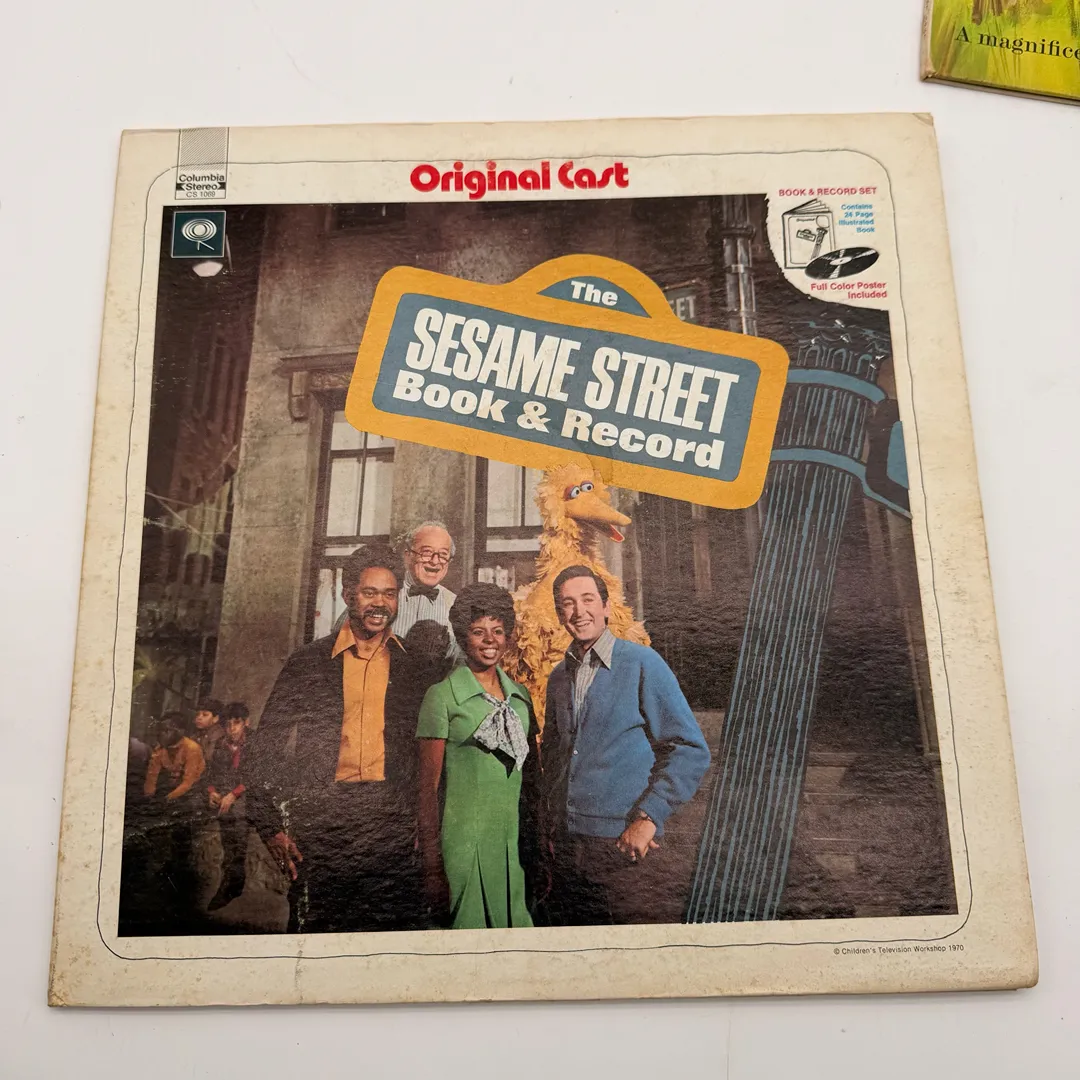 A magnifice
Columbia
Stereo
CS 1069
Original Cast
BOOK & RECORD SET
Contains
24 Page
Illustrated
Book
Full Color Poster
Included
The
SESAME STREET
Book & Record
EET
© Children's Television Workshop 1970